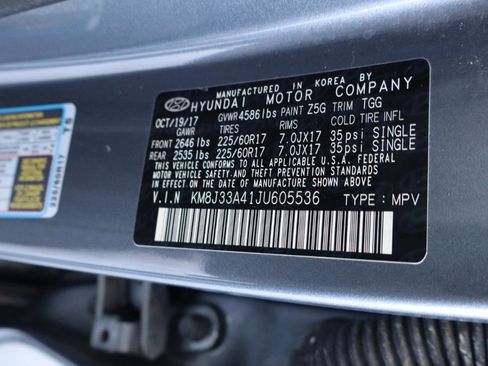 MANUFACTURED IN KOREA BY
HYUNDAI MOTOR COMPANY
OCT/19/17 GVWR4586lbs PAINT Z5G TRIM TGG
GAWR TIRES RIMS COLD TIRE INFL
FRONT 2646 lbs 225/60R17 7.0JX17 35psi SINGLE
REAR 2535 lbs 225/60R17 7.0JX17 35psi SINGLE
THIS VEHICLE CONFORMS TO ALL APPLICABLE U.S.A. FEDERAL
MOTOR VEHICLE SAFETY AND THEFT PREVENTION STANDARDS
IN EFFECT ON THE DATE OF MANUFACTURE SHOWN ABOVE.
V.I.N KM8J33A41JU605536 TYPE : MPV
225/60R17 T5